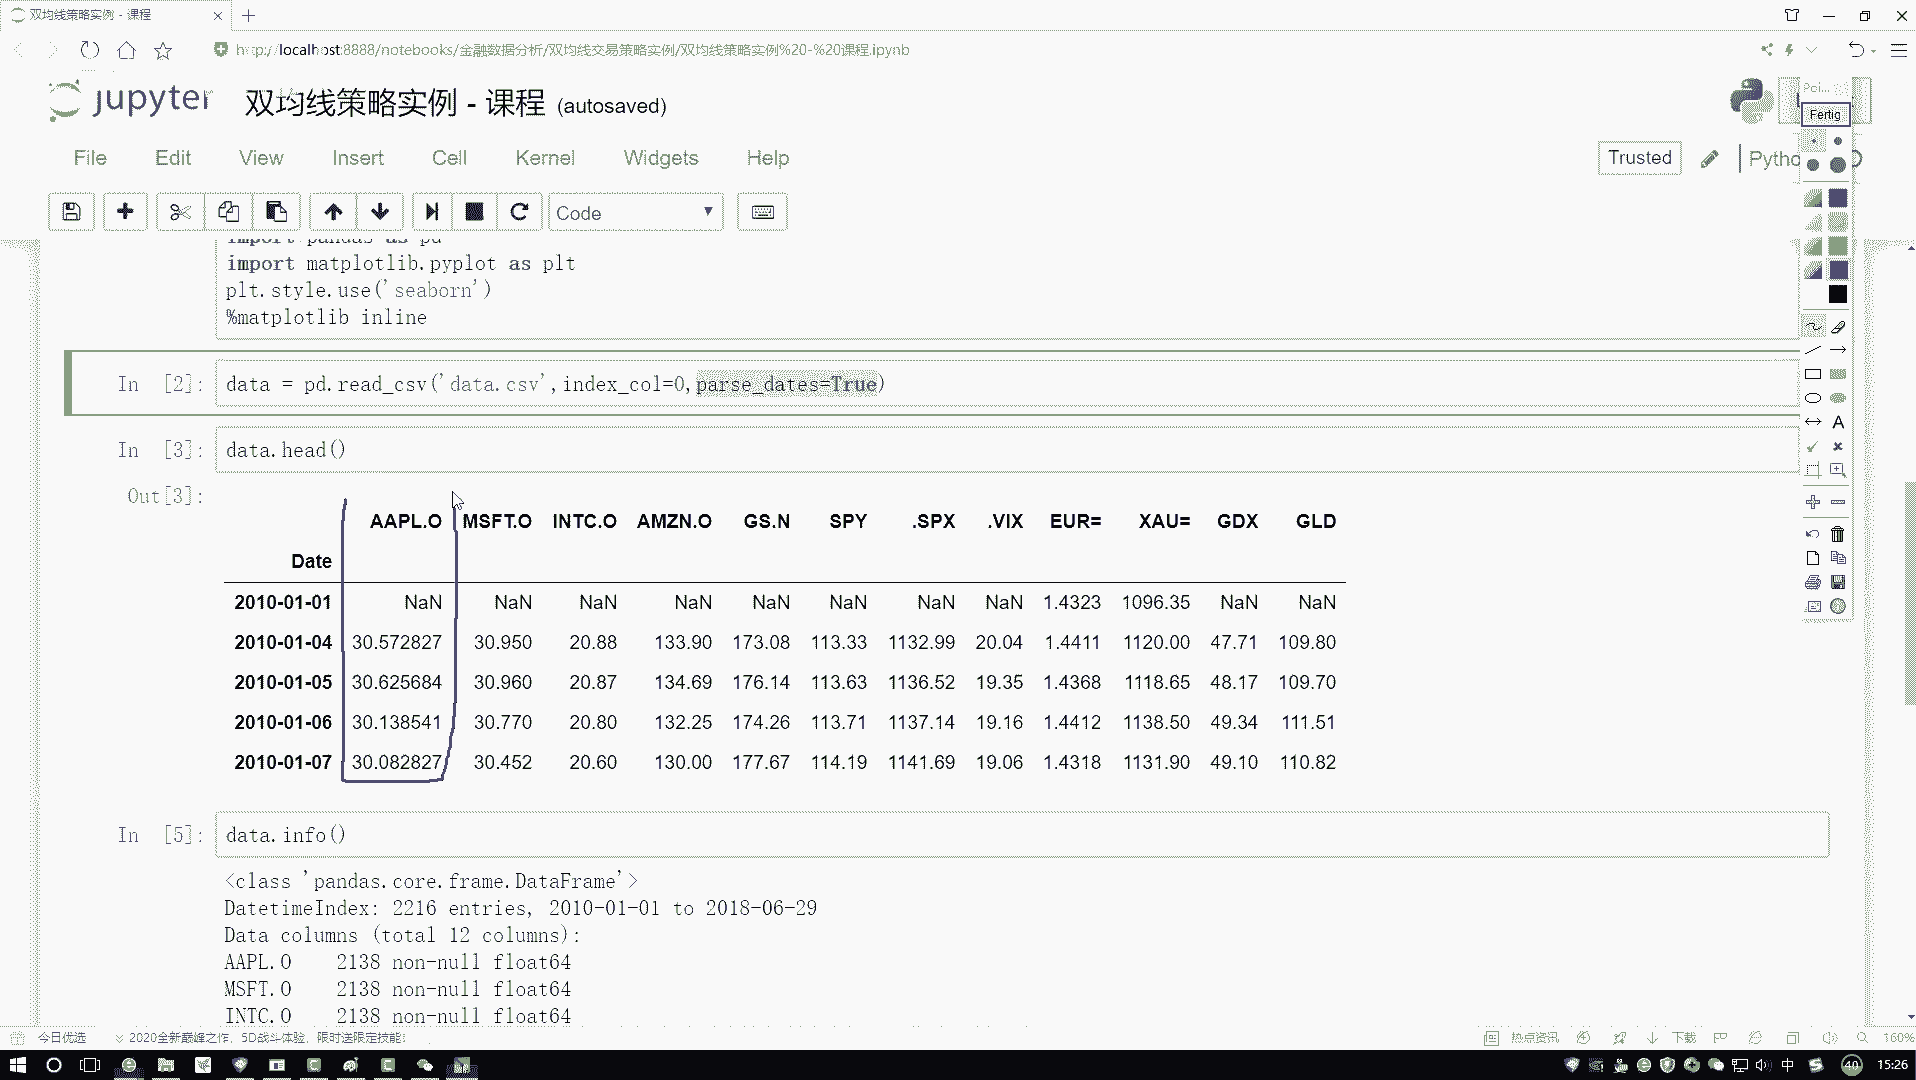 双均线策略实例 - 课程
http://localhost:8888/notebooks/金融数据分析/双均线交易策略实例/双均线策略实例%20-%20课程.ipynb
jupyter 双均线策略实例 - 课程 (autosaved)
Poi...
Fertig
File Edit View Insert Cell Kernel Widgets Help
Trusted
Pytho
Code
import pandas as pd
import matplotlib.pyplot as plt
plt.style.use('seaborn')
%matplotlib inline
In [2]: data = pd.read_csv('data.csv',index_col=0,parse_dates=True)
In [3]: data.head()
Out[3]:
AAPL.O MSFT.O INTC.O AMZN.O GS.N SPY .SPX .VIX EUR= XAU= GDX GLD
Date
2010-01-01 NaN NaN NaN NaN NaN NaN NaN NaN 1.4323 1096.35 NaN NaN
2010-01-04 30.572827 30.950 20.88 133.90 173.08 113.33 1132.99 20.04 1.4411 1120.00 47.71 109.80
2010-01-05 30.625684 30.960 20.87 134.69 176.14 113.63 1136.52 19.35 1.4368 1118.65 48.17 109.70
2010-01-06 30.138541 30.770 20.80 132.25 174.26 113.71 1137.14 19.16 1.4412 1138.50 49.34 111.51
2010-01-07 30.082827 30.452 20.60 130.00 177.67 114.19 1141.69 19.06 1.4318 1131.90 49.10 110.82
In [5]: data.info()
<class 'pandas.core.frame.DataFrame'>
DatetimeIndex: 2216 entries, 2010-01-01 to 2018-06-29
Data columns (total 12 columns):
AAPL.O 2138 non-null float64
MSFT.O 2138 non-null float64
INTC.O 2138 non-null float64
今日优选 2020全新巅峰之作，5D战斗体验，限时送限定技能! 热点资讯 下载 160%
中 40 15:26